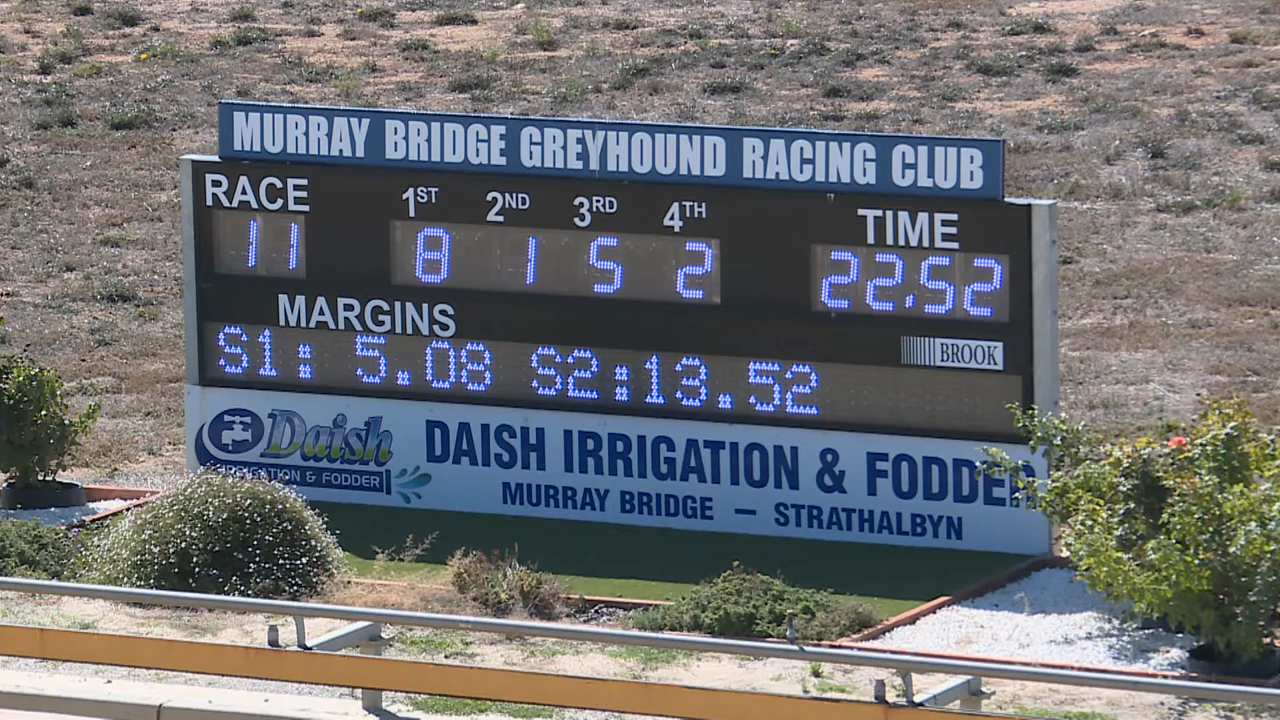 MURRAY BRIDGE GREYHOUND RACING CLUB
RACE 1ST 2ND 3RD 4TH TIME
11 8 1 5 2 22.52
MARGINS
BROOK
S1: 5.08 S2:13.52
Daish
IRRIGATION & FODDER
DAISH IRRIGATION & FODDER
MURRAY BRIDGE — STRATHALBYN